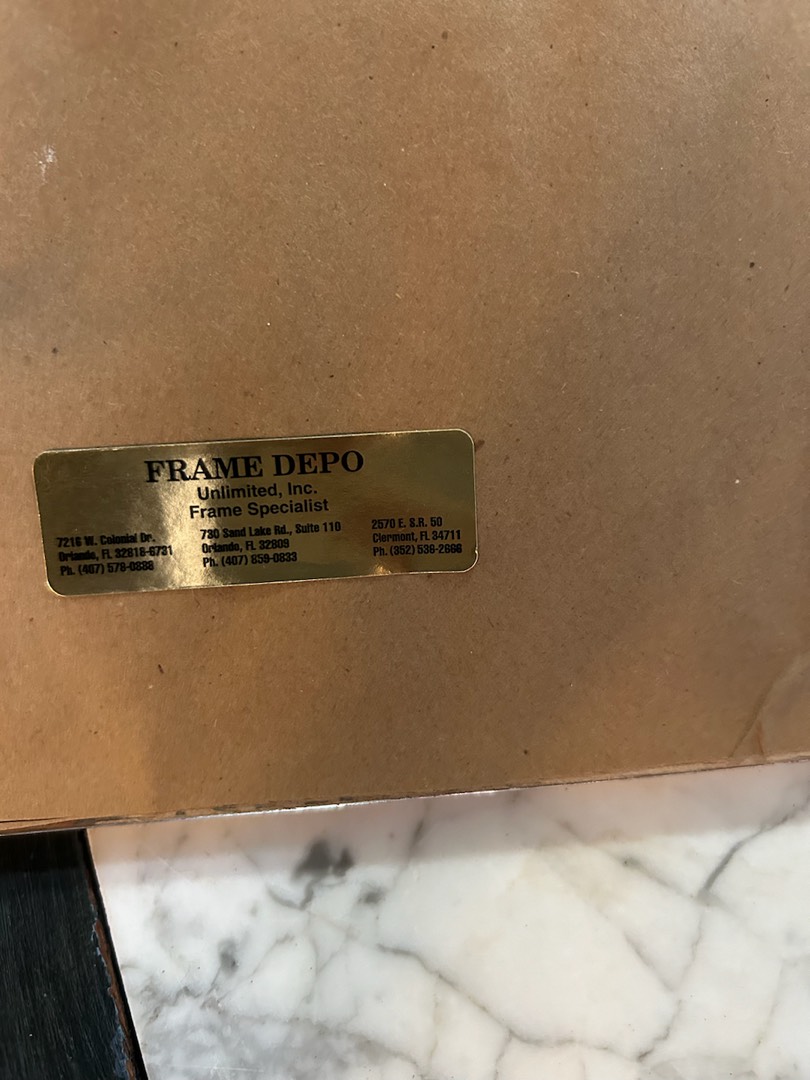 FRAME DEPO
Unlimited, Inc.
Frame Specialist
7216 W. Colonial Dr.
Orlando, FL 32818-6731
Ph. (407) 578-0888
730 Sand Lake Rd., Suite 110
Orlando, FL 32809
Ph. (407) 859-0833
2570 E. S.R. 50
Clermont, FL 34711
Ph. (352) 536-2666